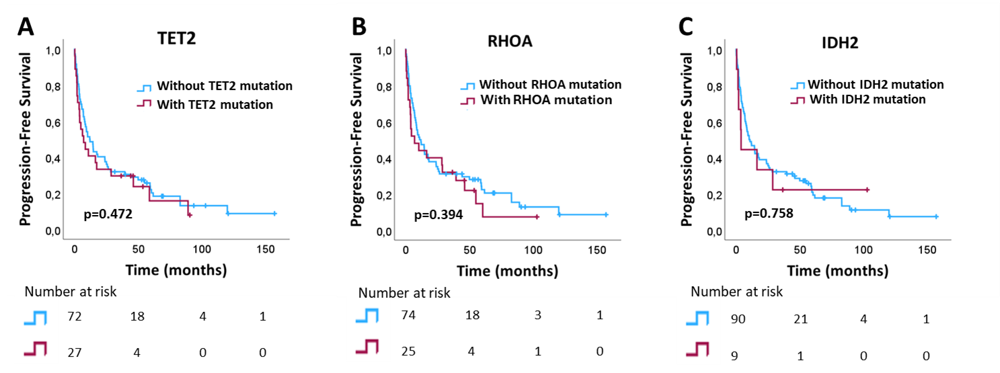 A
TET2
Progression-Free Survival
1,0
0,8
0,6
0,4
0,2
0,0
Without TET2 mutation
With TET2 mutation
p=0.472
0 50 100 150
Time (months)
Number at risk
72 18 4 1
27 4 0 0
B
RHOA
Progression-Free Survival
1,0
0,8
0,6
0,4
0,2
0,0
Without RHOA mutation
With RHOA mutation
p=0.394
0 50 100 150
Time (months)
Number at risk
74 18 3 1
25 4 1 0
C
IDH2
Progression-Free Survival
1,0
0,8
0,6
0,4
0,2
0,0
Without IDH2 mutation
With IDH2 mutation
p=0.758
0 50 100 150
Time (months)
Number at risk
90 21 4 1
9 1 0 0